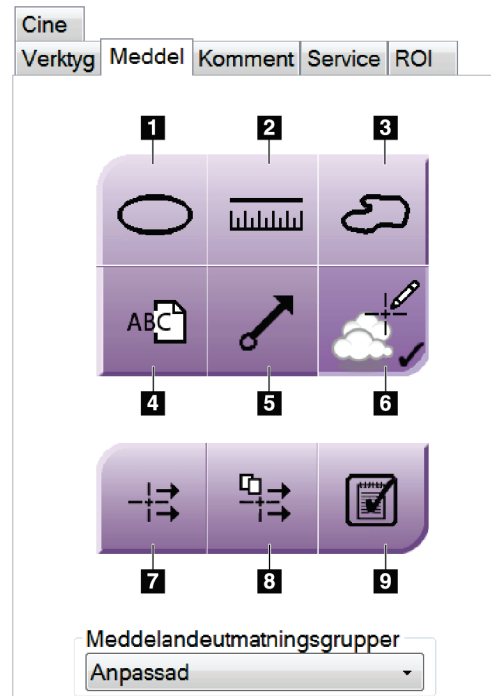 Cine
Verktyg Meddel Komment Service ROI
1 2 3
ABC
4 5 6
7 8 9
Meddelandeutmatningsgrupper
Anpassad